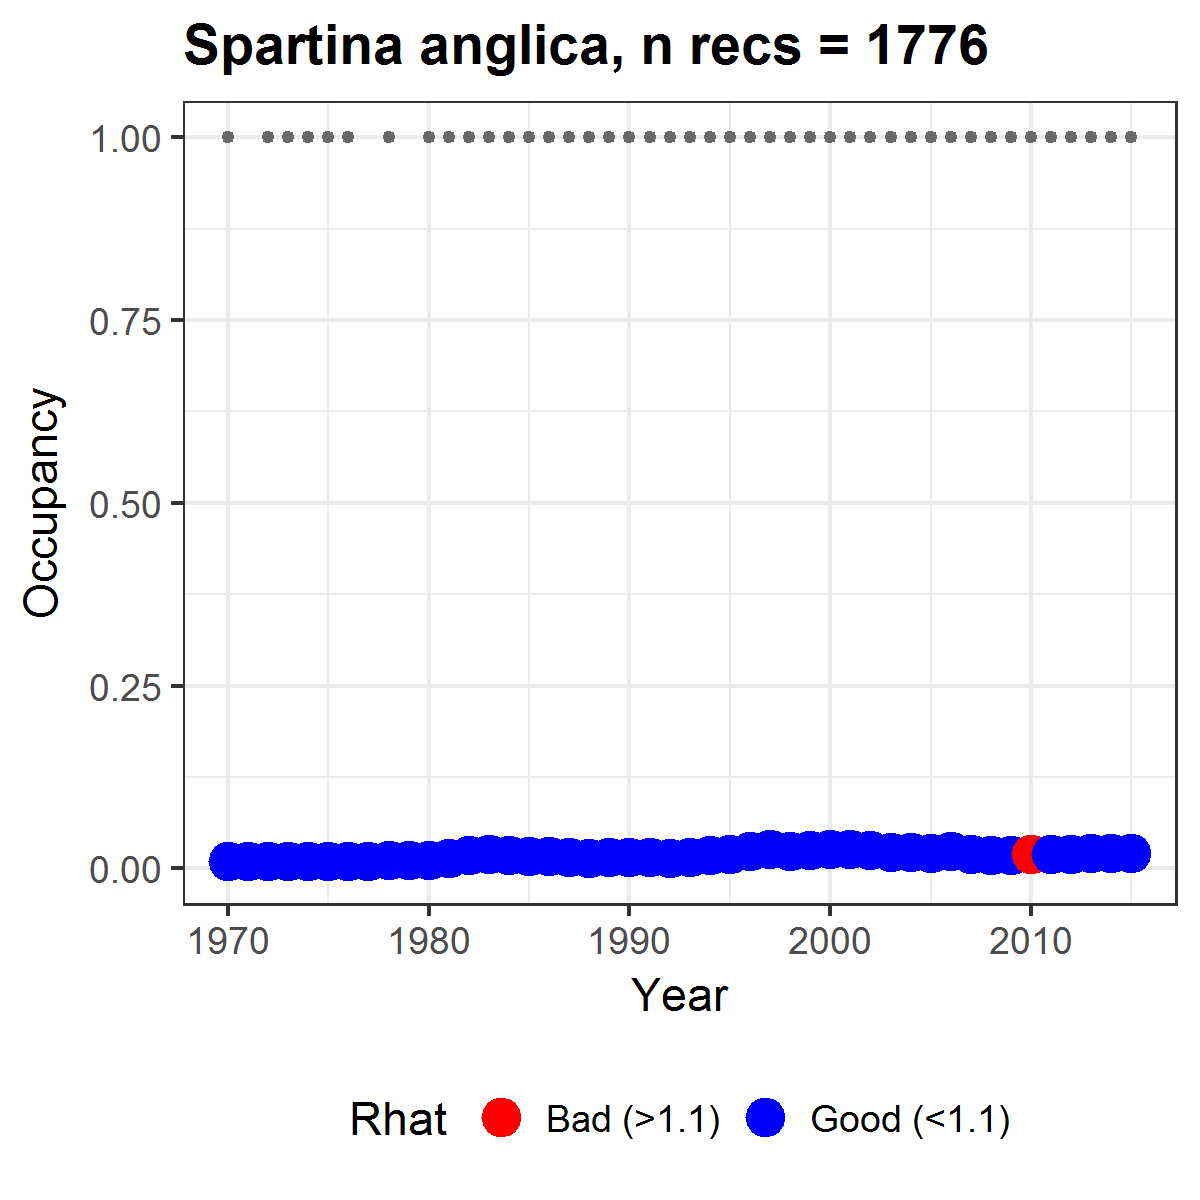 Spartina anglica, n recs = 1776
1.00
0.75
0.50
0.25
0.00
Occupancy
1970 1980 1990 2000 2010
Year
Rhat Bad (>1.1) Good (<1.1)